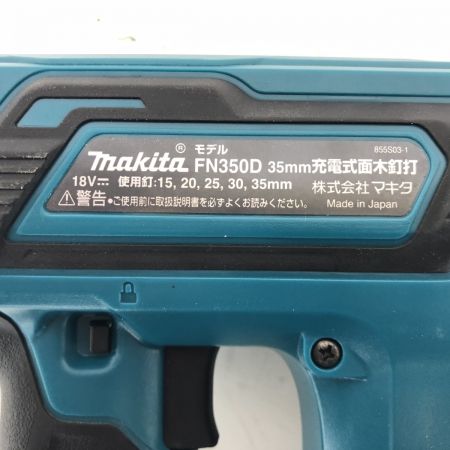 855S03-1
makita® モデル FN350D 35mm充電式面木釘打
18V⎓ 使用釘:15, 20, 25, 30, 35mm 株式会社マキタ
⚠警告 ●ご使用前に取扱説明書を必ずよくお読みください。 Made in Japan